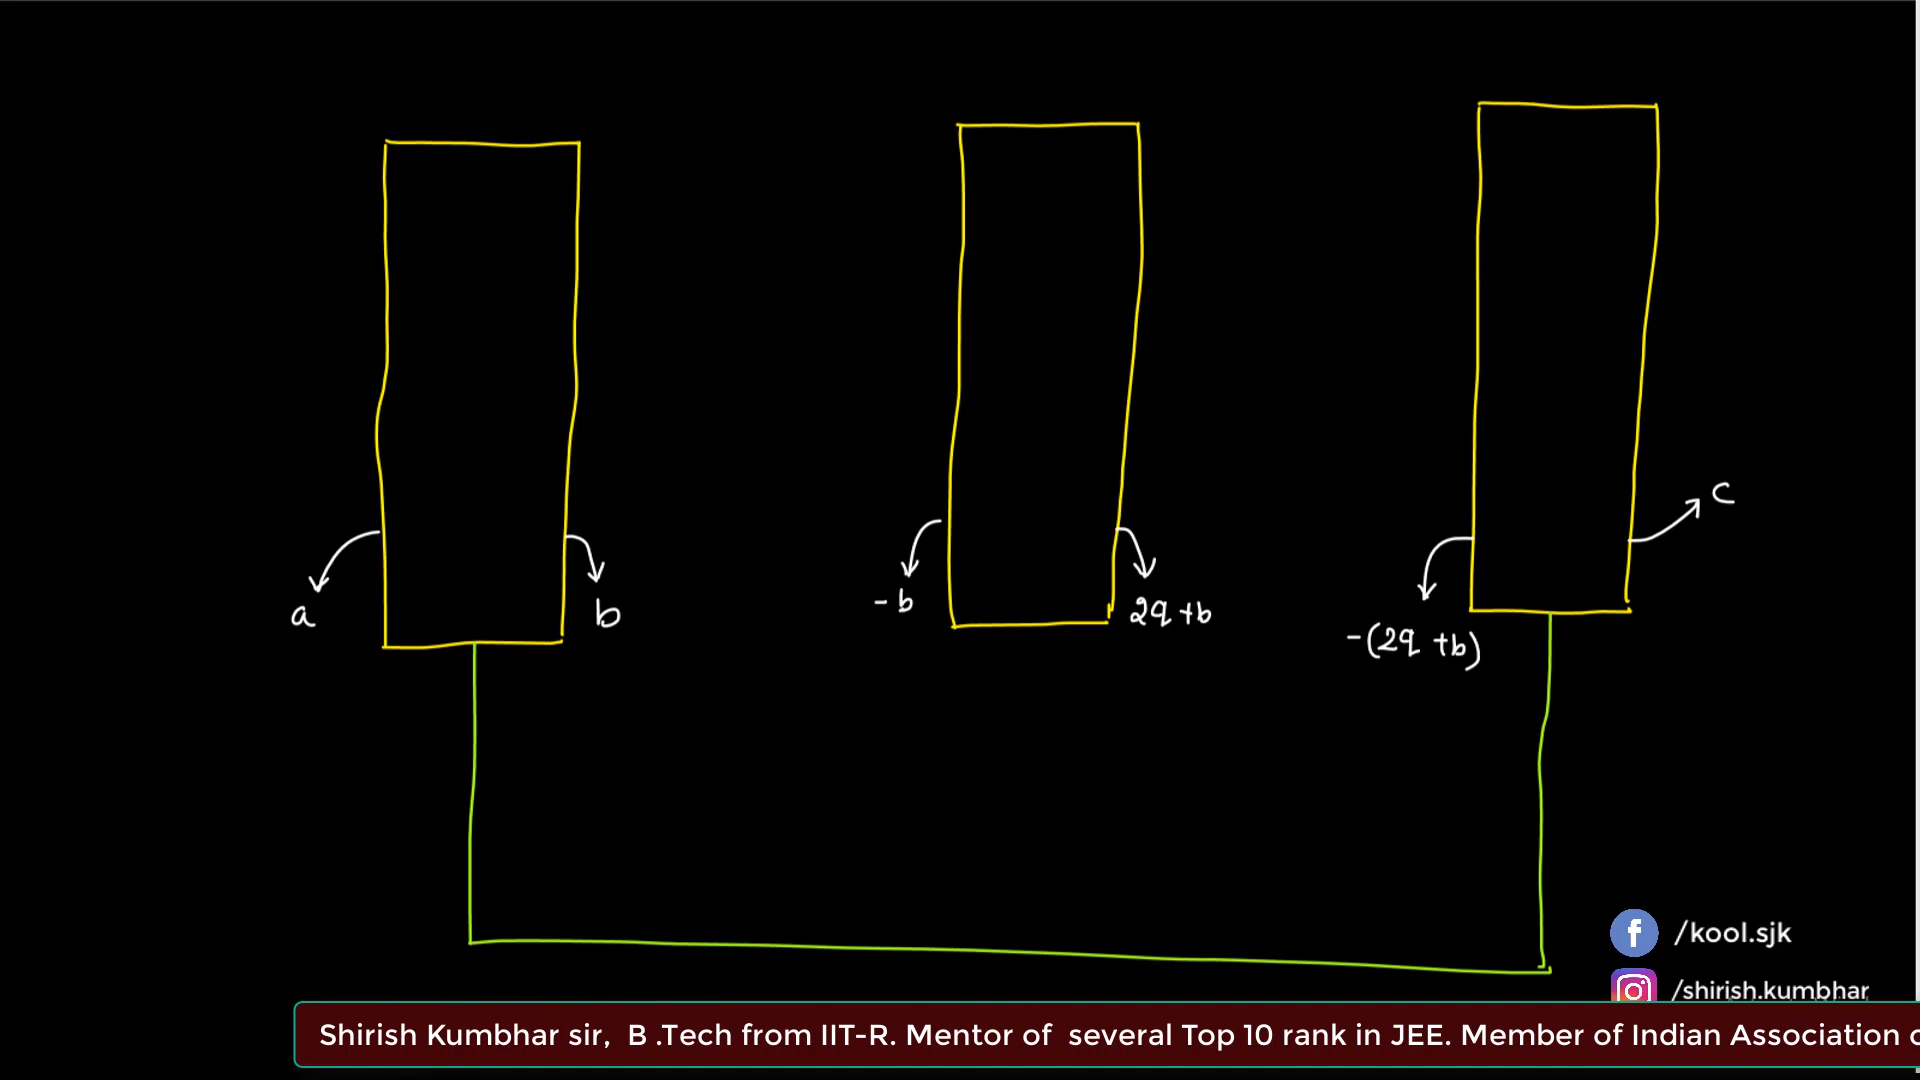 c
a
b
-b
2q+b
-(2q+b)
/kool.sjk
/shirish.kumbhar
Shirish Kumbhar sir, B .Tech from IIT-R. Mentor of several Top 10 rank in JEE. Member of Indian Association